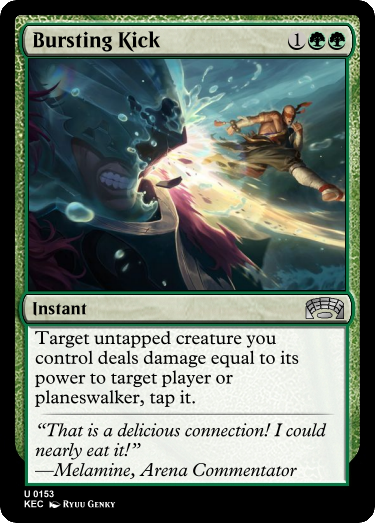 Bursting Kick 1
Instant
Target untapped creature you
control deals damage equal to its
power to target player or
planeswalker, tap it.
“That is a delicious connection! I could
nearly eat it!”
—Melamine, Arena Commentator
U 0153
KEC Ryuu Genky